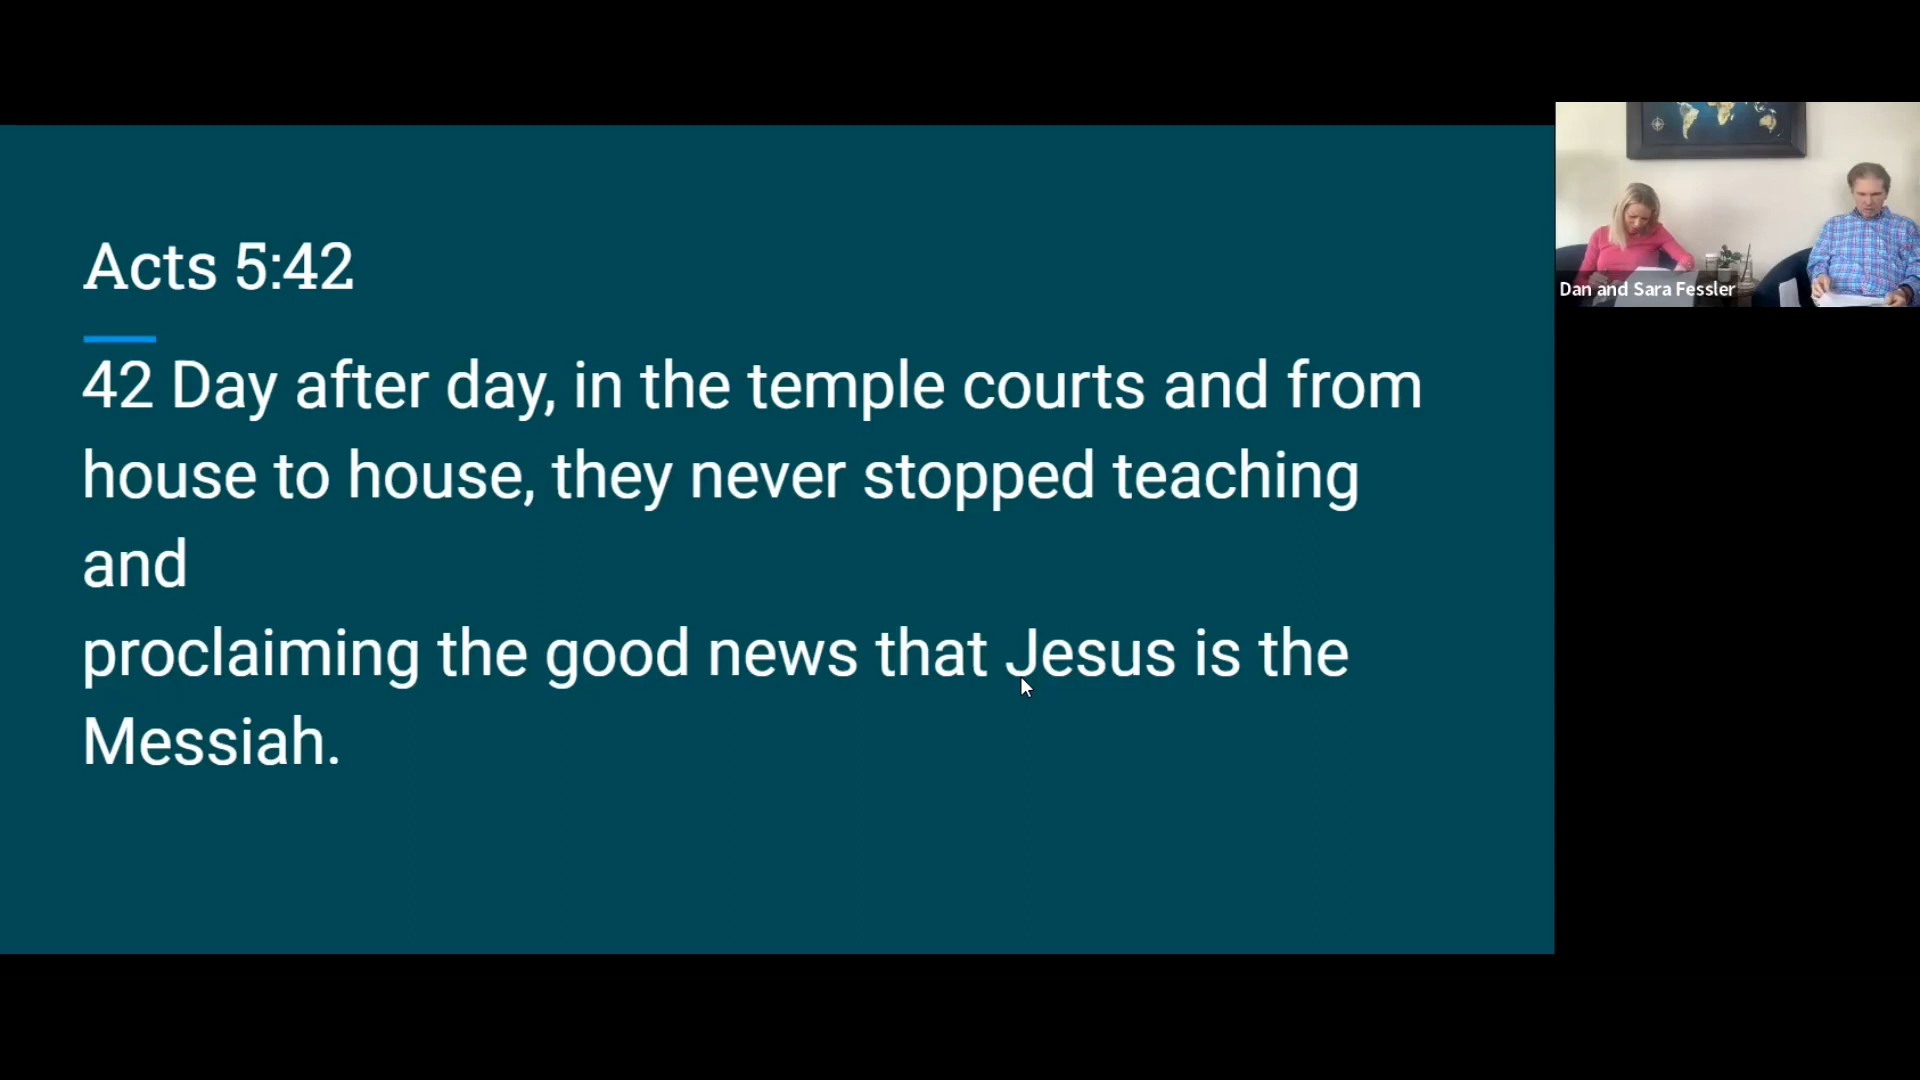 Acts 5:42
42 Day after day, in the temple courts and from
house to house, they never stopped teaching
and
proclaiming the good news that Jesus is the
Messiah.
Dan and Sara Fessler